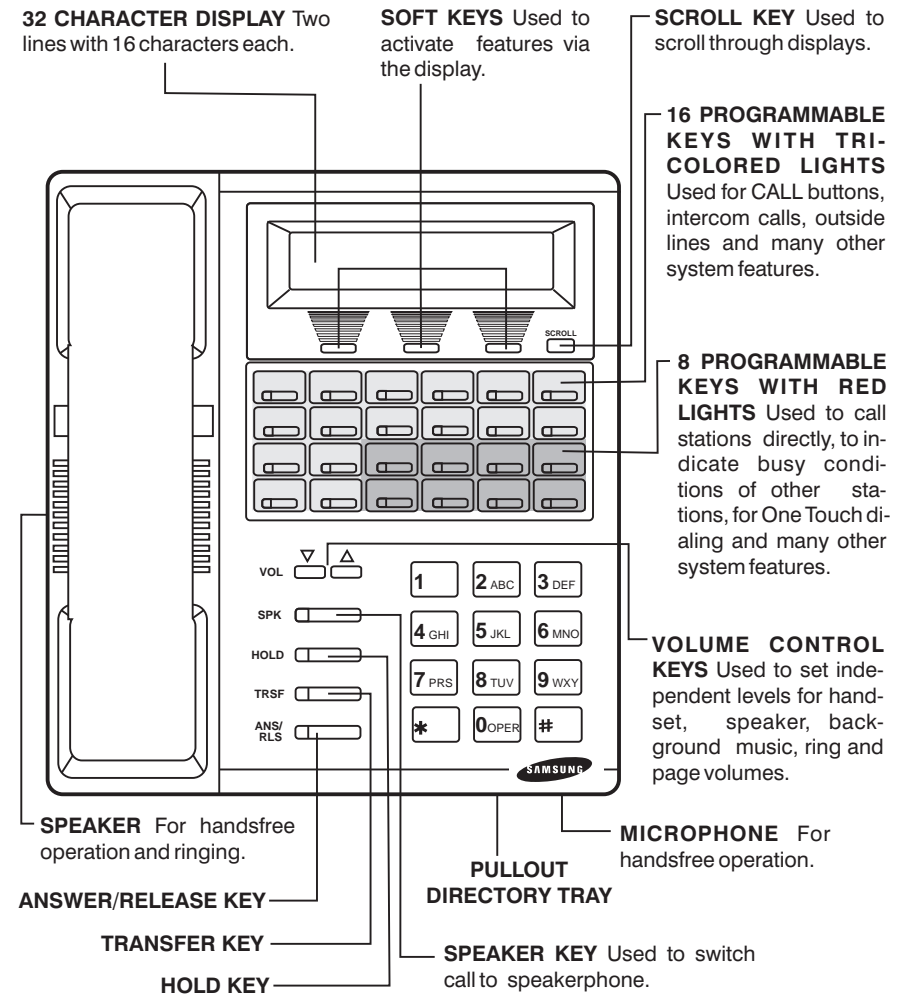 32 CHARACTER DISPLAY Two
lines with 16 characters each.
SOFT KEYS Used to
activate features via
the display.
SCROLL KEY Used to
scroll through displays.
16 PROGRAMMABLE
KEYS WITH TRI-
COLORED LIGHTS
Used for CALL buttons,
intercom calls, outside
lines and many other
system features.
SCROLL
8 PROGRAMMABLE
KEYS WITH RED
LIGHTS Used to call
stations directly, to in-
dicate busy condi-
tions of other sta-
tions, for One Touch di-
aling and many other
system features.
VOL
SPK
HOLD
TRSF
ANS/
RLS
1 2 ABC 3 DEF
4 GHI 5 JKL 6 MNO
7 PRS 8 TUV 9 WXY
* 0 OPER #
SAMSUNG
VOLUME CONTROL
KEYS Used to set inde-
pendent levels for hand-
set, speaker, back-
ground music, ring and
page volumes.
SPEAKER For handsfree
operation and ringing.
MICROPHONE For
handsfree operation.
PULLOUT
DIRECTORY TRAY
ANSWER/RELEASE KEY
TRANSFER KEY
HOLD KEY
SPEAKER KEY Used to switch
call to speakerphone.